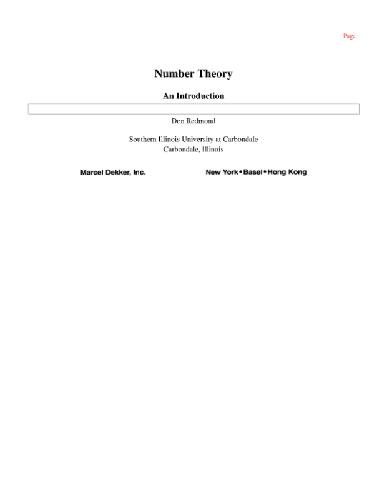 Page
Number Theory
An Introduction
Don Redmond
Southern Illinois University at Carbondale
Carbondale, Illinois
Marcel Dekker, Inc. New York•Basel•Hong Kong